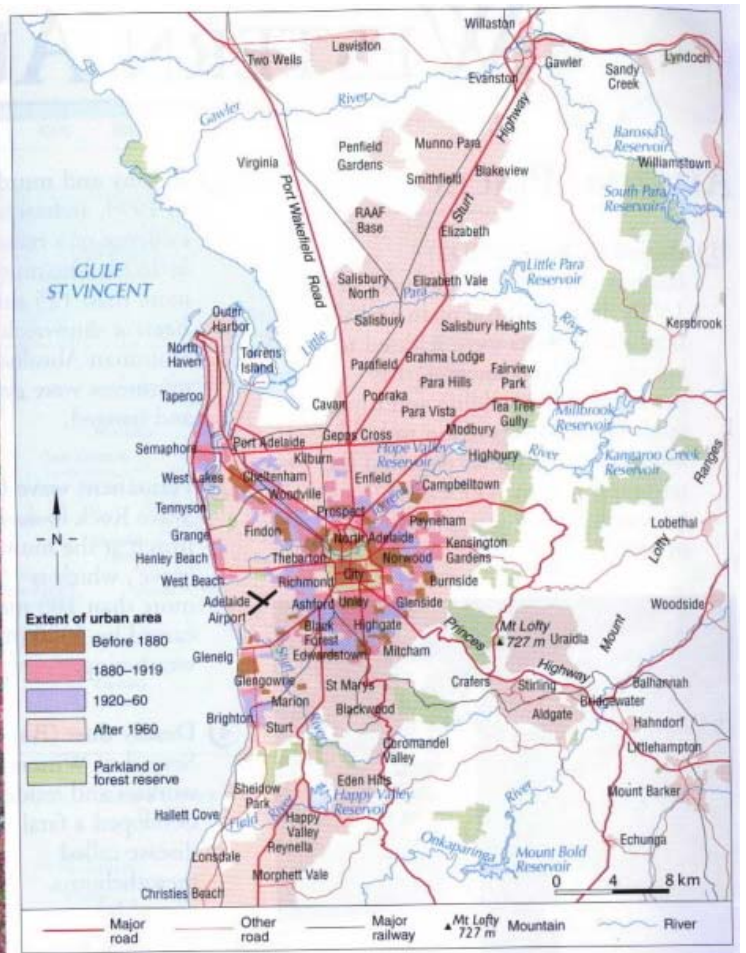 Willaston
Lewiston
Two Wells
Gawler
Lyndoch
Sandy
Creek
Evanston
Gawler
River
Highway
Barossa
Reservoir
Munno Para
Penfield
Gardens
Virginia
Williamstown
Blakeview
Smithfield
South Para
Reservoir
Port Wakefield
Road
Sturt
RAAF
Base
Elizabeth
GULF
ST VINCENT
Little Para
Reservoir
Salisbury
North
Elizabeth Vale
Para
Little
River
Outer
Harbor
Salisbury
Salisbury Heights
Kersbrook
North
Haven
Torrens
Island
Parafield
Brahma Lodge
Fairview
Park
Para Hills
Taperoo
Cavan
Pooraka
Para Vista
Tea Tree
Gully
Millbrook
Reservoir
Modbury
Gepps Cross
Semaphore
Port Adelaide
Hope Valley
Reservoir
Highbury
River
Kangaroo Creek
Reservoir
Kilburn
West Lakes
Cheltenham
Enfield
Campbelltown
Ranges
Woodville
Tennyson
Prospect
Torrens
Payneham
Lobethal
Grange
Findon
North Adelaide
Kensington
Gardens
Lofty
Henley Beach
Thebarton
Norwood
N
West Beach
Richmond
City
Burnside
Woodside
Adelaide
Airport
Ashford
Unley
Glenside
Mt Lofty
727 m
Uraidla
Mount
Black
Forest
Highgate
Princes
Highway
Edwardstown
Mitcham
Glenelg
Sturt
Glengowrie
St Marys
Crafers
Stirling
Balhannah
Bridgewater
Marion
Blackwood
Aldgate
Hahndorf
Brighton
Sturt
River
Littlehampton
Coromandel
Valley
Eden Hills
Sheidow
Park
Happy Valley
Reservoir
River
Mount Barker
Hallett Cove
Field
River
Happy
Valley
Reynella
Onkaparinga
Mount Bold
Reservoir
Echunga
Lonsdale
Morphett Vale
Christies Beach
0 4 8 km
Extent of urban area
Before 1880
1880–1919
1920–60
After 1960
Parkland or
forest reserve
Major
road
Other
road
Major
railway
Mt Lofty
727 m
Mountain
River